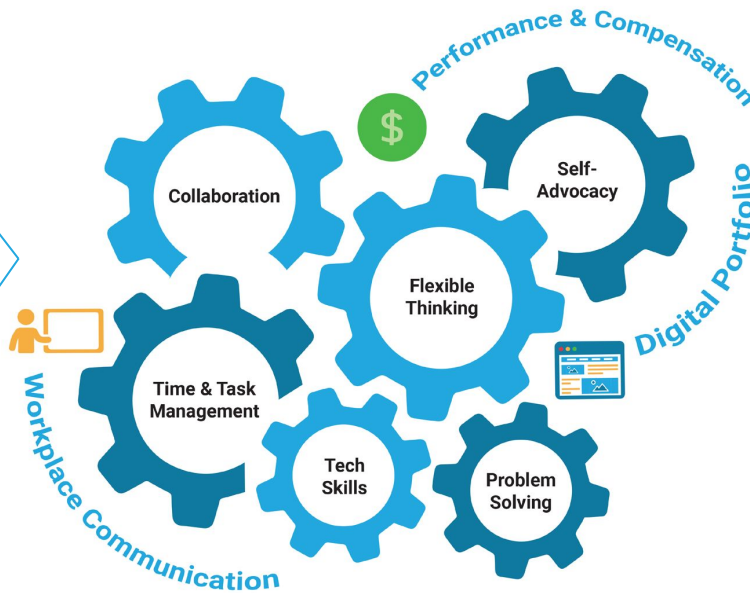 Performance & Compensation
$
Self-
Advocacy
Collaboration
Digital Portfolio
Flexible
Thinking
Time & Task
Management
Workplace Communication
Tech
Skills
Problem
Solving